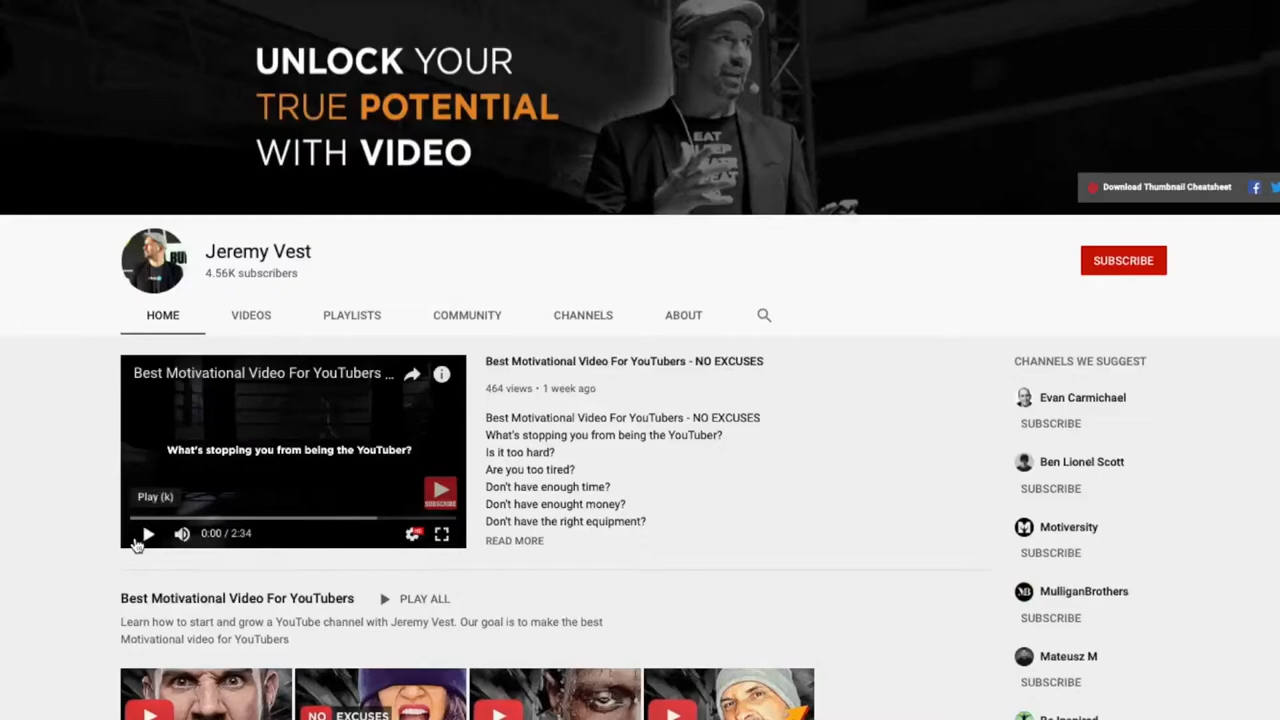 UNLOCK YOUR
TRUE POTENTIAL
WITH VIDEO
EAT
Download Thumbnail Cheatsheet
Jeremy Vest
4.56K subscribers
SUBSCRIBE
HOME VIDEOS PLAYLISTS COMMUNITY CHANNELS ABOUT
Best Motivational Video For YouTubers ...
What's stopping you from being the YouTuber?
SUBSCRIBE
Play (k)
0:00 / 2:34
HD
Best Motivational Video For YouTubers - NO EXCUSES
464 views • 1 week ago
Best Motivational Video For YouTubers - NO EXCUSES
What's stopping you from being the YouTuber?
Is it too hard?
Are you too tired?
Don't have enough time?
Don't have enought money?
Don't have the right equipment?
READ MORE
CHANNELS WE SUGGEST
Evan Carmichael
SUBSCRIBE
Ben Lionel Scott
SUBSCRIBE
Motiversity
SUBSCRIBE
MulliganBrothers
SUBSCRIBE
Mateusz M
SUBSCRIBE
Be Inspired
Best Motivational Video For YouTubers PLAY ALL
Learn how to start and grow a YouTube channel with Jeremy Vest. Our goal is to make the best
Motivational video for YouTubers
NO EXCUSES